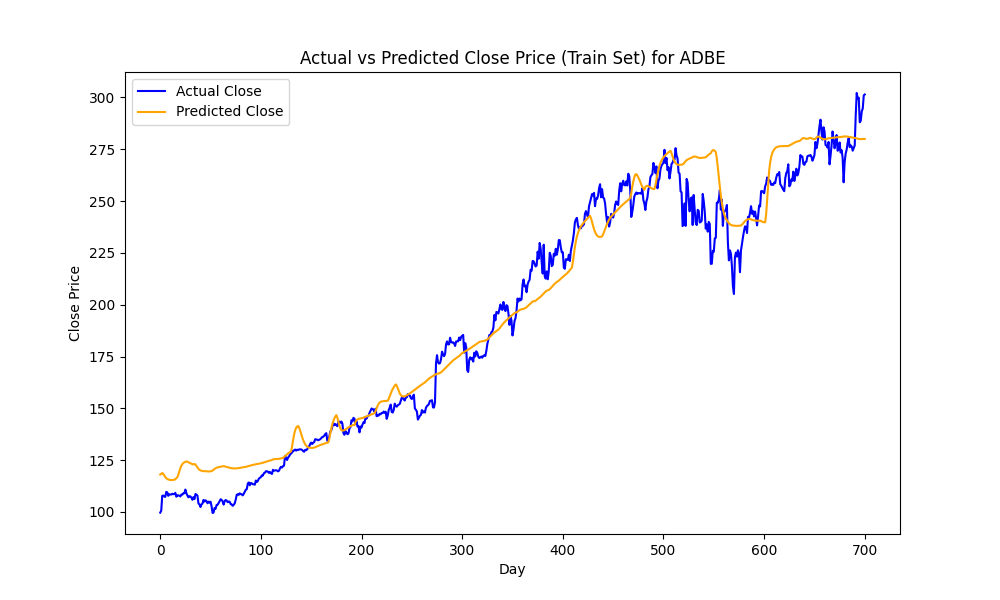 Actual vs Predicted Close Price (Train Set) for ADBE
Actual Close
Predicted Close
300
275
250
225
200
175
150
125
100
Close Price
0 100 200 300 400 500 600 700
Day